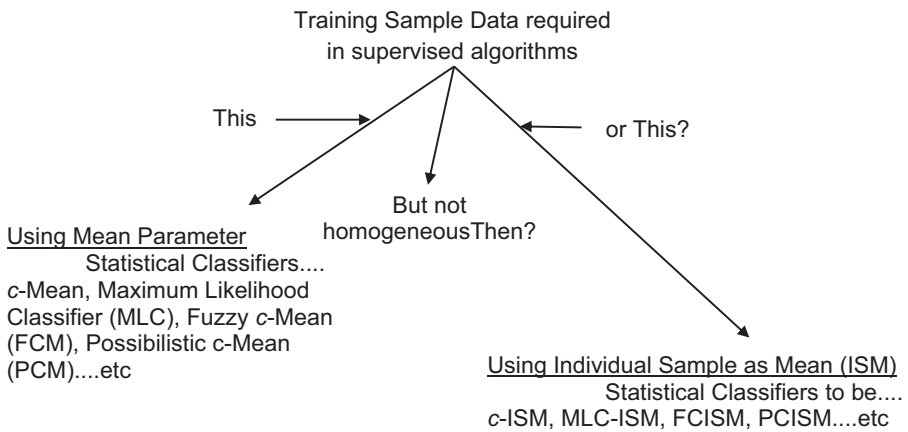 Training Sample Data required
in supervised algorithms
This
or This?
But not
homogeneousThen?
Using Mean Parameter
Statistical Classifiers....
c-Mean, Maximum Likelihood
Classifier (MLC), Fuzzy c-Mean
(FCM), Possibilistic c-Mean
(PCM)....etc
Using Individual Sample as Mean (ISM)
Statistical Classifiers to be....
c-ISM, MLC-ISM, FCISM, PCISM....etc